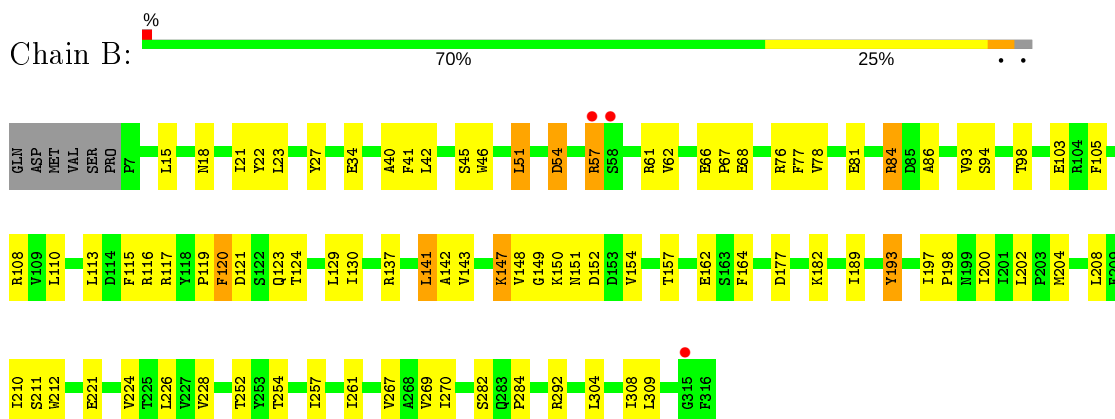 %
Chain B:
70% 25% • •
GLN ASP MET VAL SER PRO P7 L15 N18 I21 Y22 L23 Y27 E34 A40 F41 L42 S45 W46 L51 D54 R57 S58 R61 V62 E66 P67 E68 R76 F77 V78 E81 R84 D85 A86 V93 S94 T98 E103 R104 F105
R108 V109 L110 L113 D114 F115 R116 R117 Y118 P119 F120 D121 S122 Q123 T124 L129 I130 R137 L141 A142 V143 K147 V148 G149 K150 N151 D152 D153 V154 T157 E162 S163 F164 D177 K182 I189 Y193 I197 P198 N199 I200 I201 L202 P203 M204 L208
I210 S211 W212 E221 V224 T225 L226 V227 V228 T252 Y253 T254 I257 I261 V267 A268 V269 I270 S282 Q283 P284 R292 L304 I308 L309 G315 F316